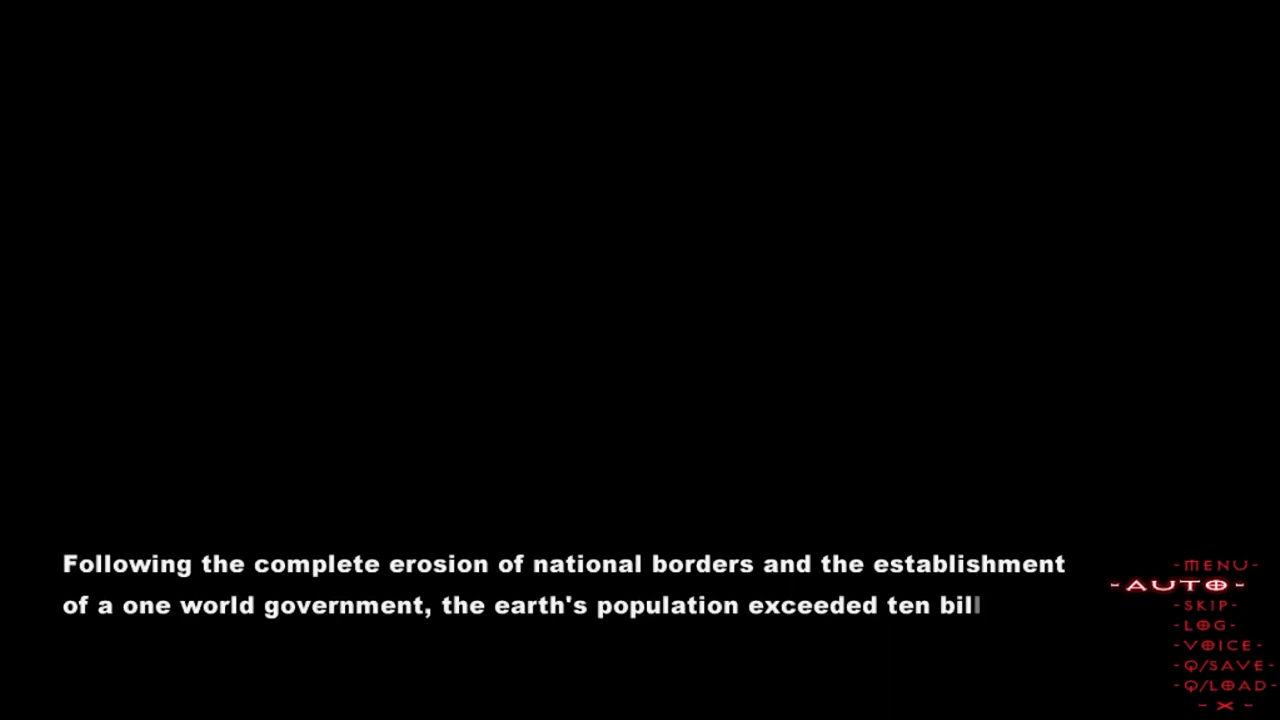 Following the complete erosion of national borders and the establishment
of a one world government, the earth's population exceeded ten bill
-MENU-
-AUTO-
-SKIP-
-LOG-
-VOICE-
-Q/SAVE-
-Q/LOAD-
-X-